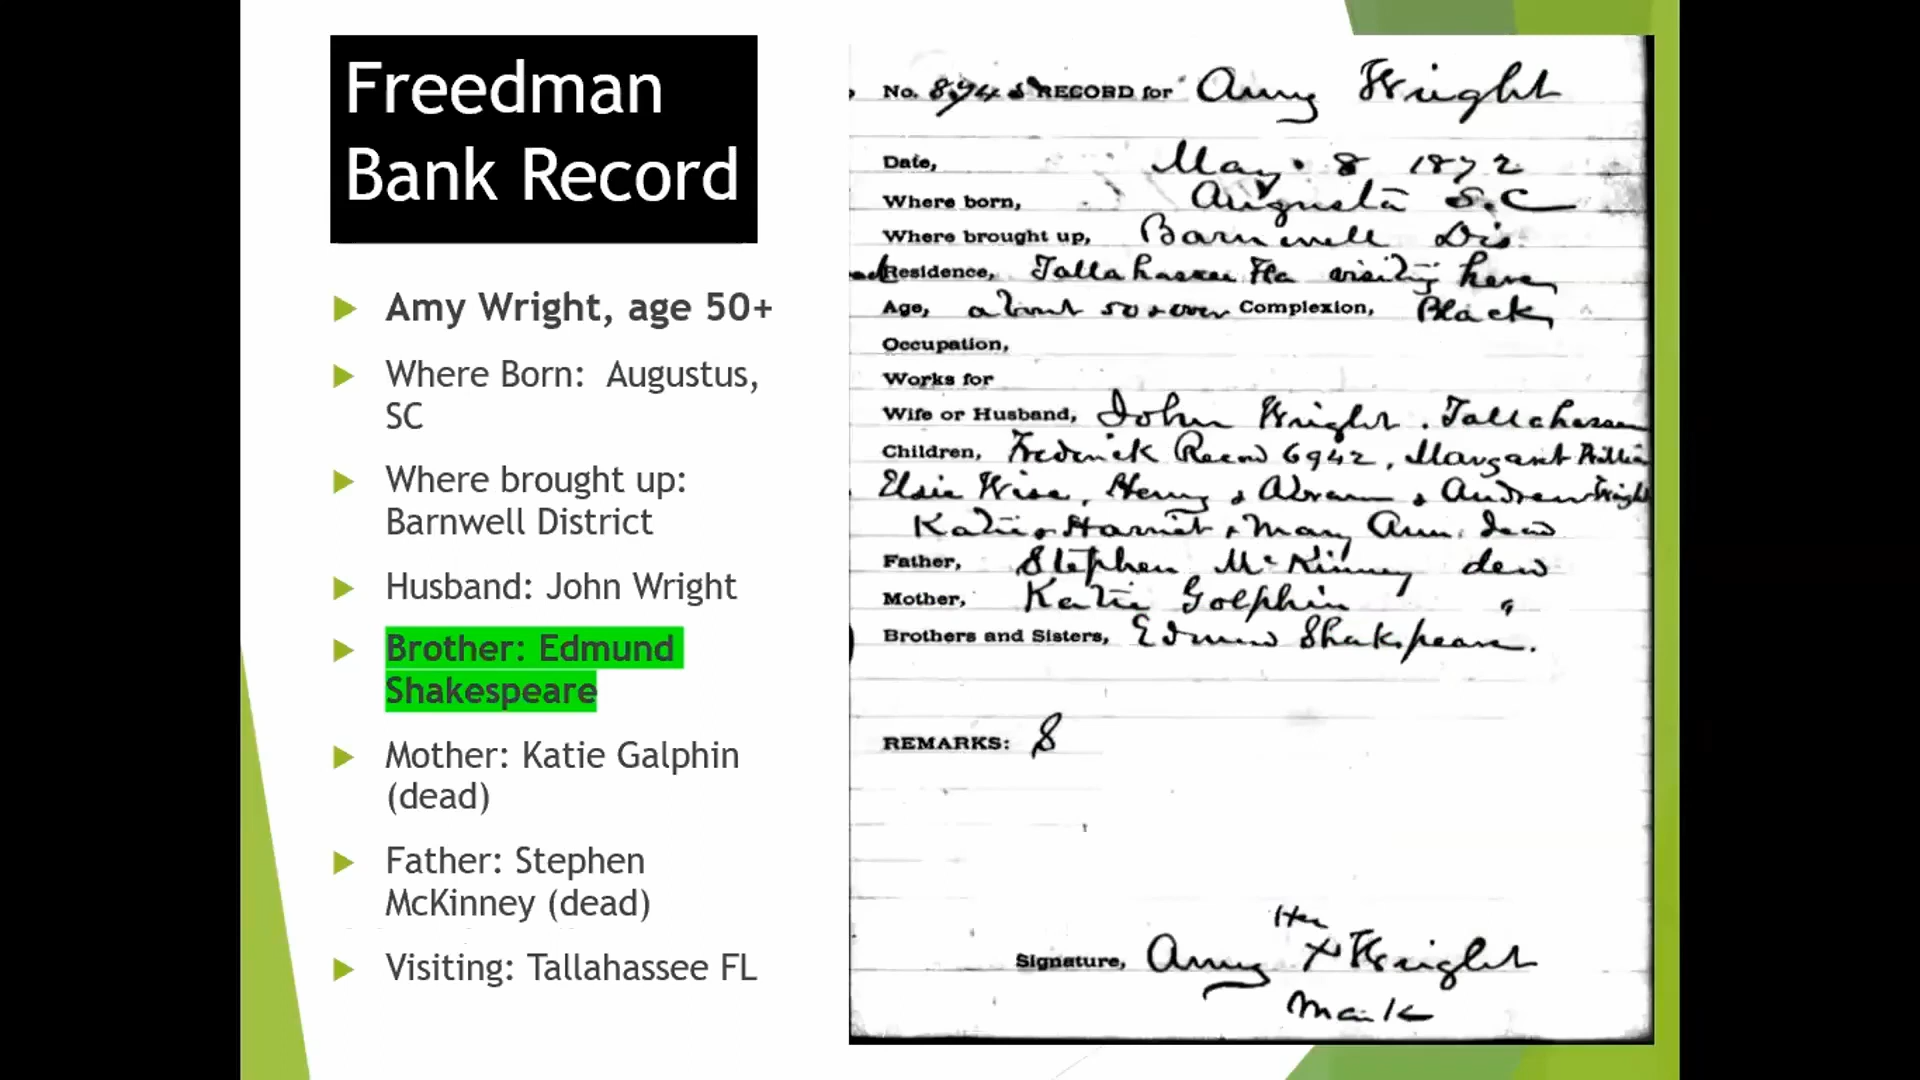 Freedman
Bank Record
Amy Wright, age 50+
Where Born: Augustus,
SC
Where brought up:
Barnwell District
Husband: John Wright
Brother: Edmund
Shakespeare
Mother: Katie Galphin
(dead)
Father: Stephen
McKinney (dead)
Visiting: Tallahassee FL
No. RECORD for Amy Wright
Date, May 8 1872
Where born, Augusta S.C
Where brought up, Barnwell Dis
Residence, Tallahassee Fla visiting here
Age, about 50 & over Complexion, Black
Occupation,
Works for
Wife or Husband, John Wright. Tallahassee
Children, Frederick Record 6942, Margaret
Elsie Wise, Henry & Abram & Andrew Wright
Katie & Harriet & Mary Ann. dead
Father, Stephen McKinney dead
Mother, Katie Golphin "
Brothers and Sisters, Edmund Shakspeare.
REMARKS: 8
Her
Signature, Amy X Wright
Mark